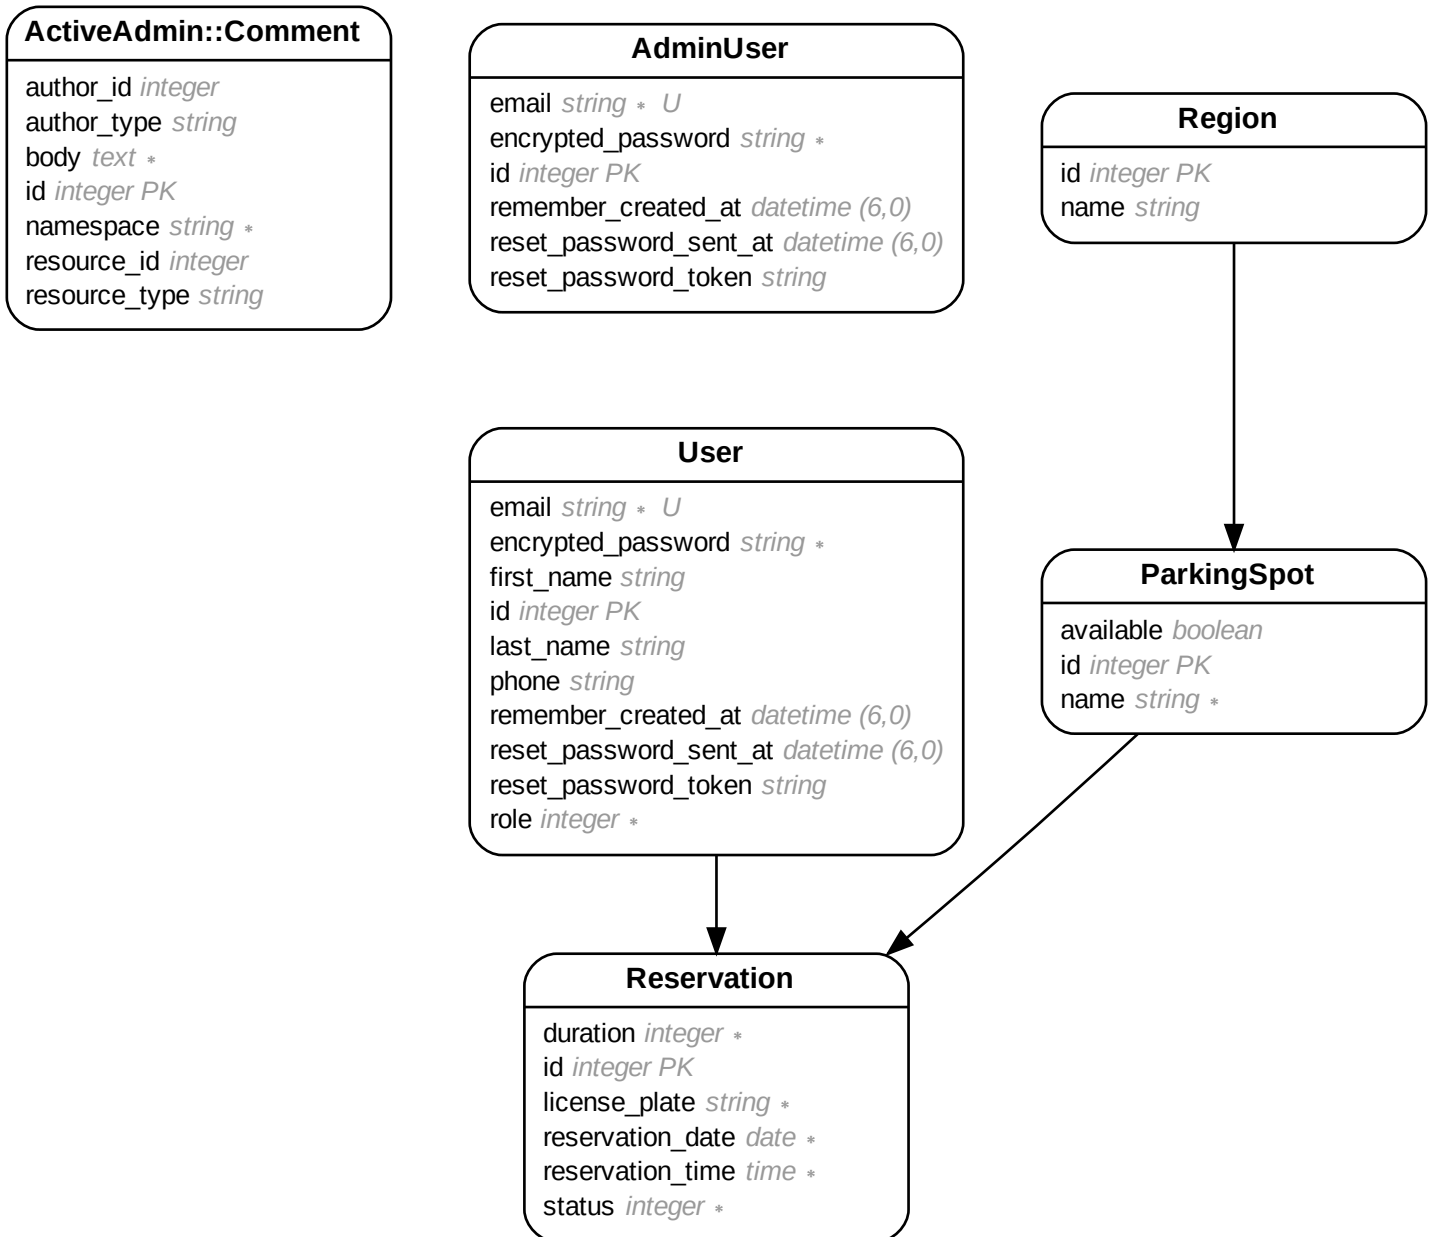 ActiveAdmin::Comment
author_id integer
author_type string
body text *
id integer PK
namespace string *
resource_id integer
resource_type string
AdminUser
email string * U
encrypted_password string *
id integer PK
remember_created_at datetime (6,0)
reset_password_sent_at datetime (6,0)
reset_password_token string
Region
id integer PK
name string
User
email string * U
encrypted_password string *
first_name string
id integer PK
last_name string
phone string
remember_created_at datetime (6,0)
reset_password_sent_at datetime (6,0)
reset_password_token string
role integer *
ParkingSpot
available boolean
id integer PK
name string *
Reservation
duration integer *
id integer PK
license_plate string *
reservation_date date *
reservation_time time *
status integer *